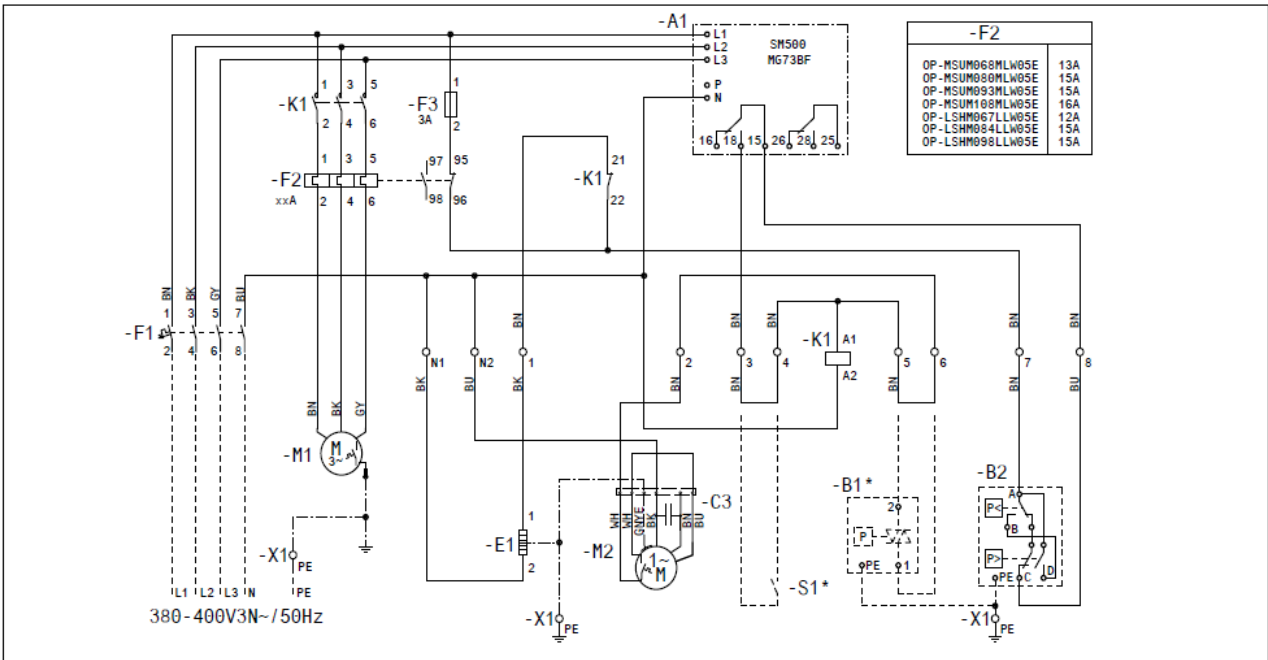 -A1
L1
L2
L3
P
N
SM500
MG73BF
16 18 15 26 28 25
-F2
OP-MSUM068MLW05E 13A
OP-MSUM080MLW05E 15A
OP-MSUM093MLW05E 15A
OP-MSUM108MLW05E 16A
OP-LSHM067LLW05E 12A
OP-LSHM084LLW05E 15A
OP-LSHM098LLW05E 15A
1 3 5
-K1
2 4 6
1
-F3
3A
2
1 3 5
-F2
xxA
2 4 6
97 95
98 96
21
-K1
22
BN BK GY BU
1 3 5 7
-F1
2 4 6 8
BN BK GY
M
3~
-M1
-X1
PE
L1 L2 L3 N PE
380-400V3N~/50Hz
BN BN BN BN BN
N1 N2 1 2 3 4
-K1 A1
A2
5 6 7 8
BK BU BK BN BN BN BN BN BU
1
-E1
2
-C3
WH WH GNYE BK BN BU
-M2
1~
M
-X1
PE
-S1*
-B1*
2
P
PE 1
-B2
A
P<
B
P>
PE C D
-X1
PE